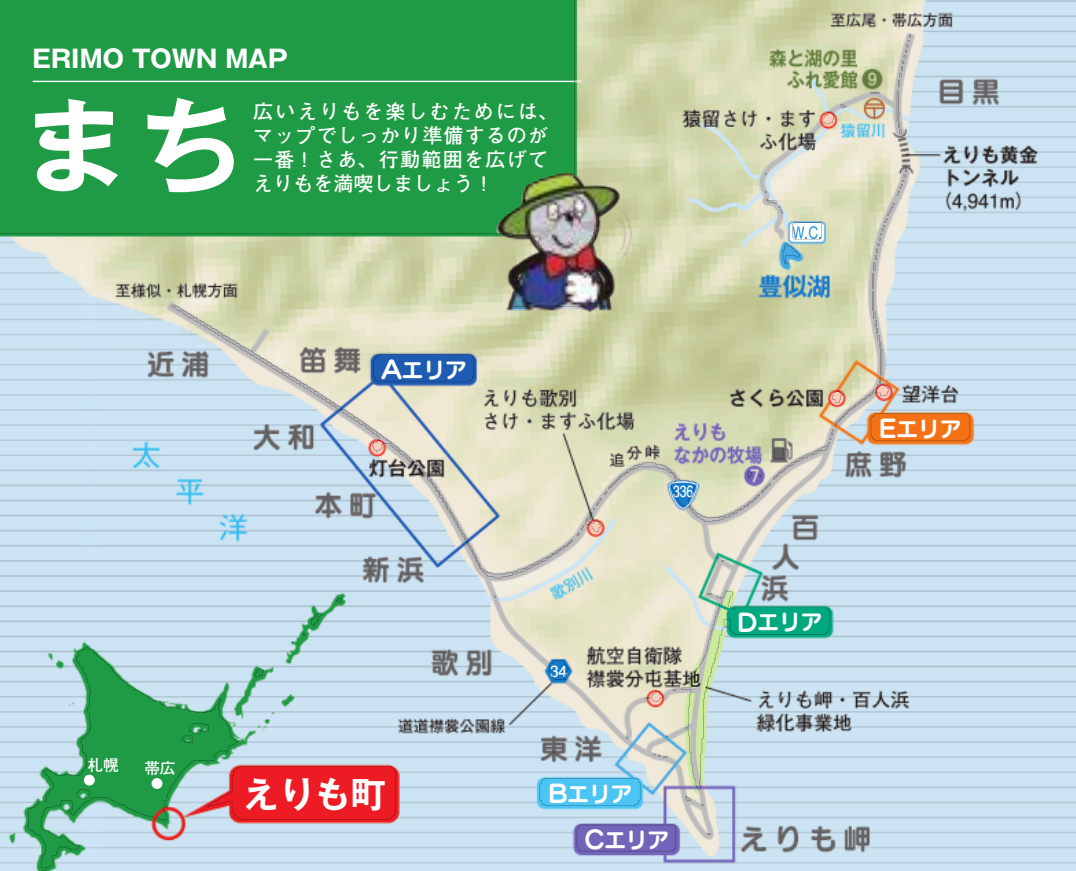 ERIMO TOWN MAP
まち
広いえりもを楽しむためには、
マップでしっかり準備するのが
一番！さあ、行動範囲を広げて
えりもを満喫しましょう！
至広尾・帯広方面
森と湖の里
ふれ愛館 9
目黒
猿留さけ・ます
ふ化場
猿留川
えりも黄金
トンネル
（4,941m）
W.C.
豊似湖
至様似・札幌方面
近浦
笛舞
Aエリア
大和
灯台公園
本町
新浜
太平洋
えりも歌別
さけ・ますふ化場
追分峠
えりも
なかの牧場
7
336
さくら公園
望洋台
Eエリア
庶野
百人浜
Dエリア
歌別川
歌別
34
道道襟裳公園線
航空自衛隊
襟裳分屯基地
えりも岬・百人浜
緑化事業地
東洋
Bエリア
Cエリア
えりも岬
札幌
帯広
えりも町